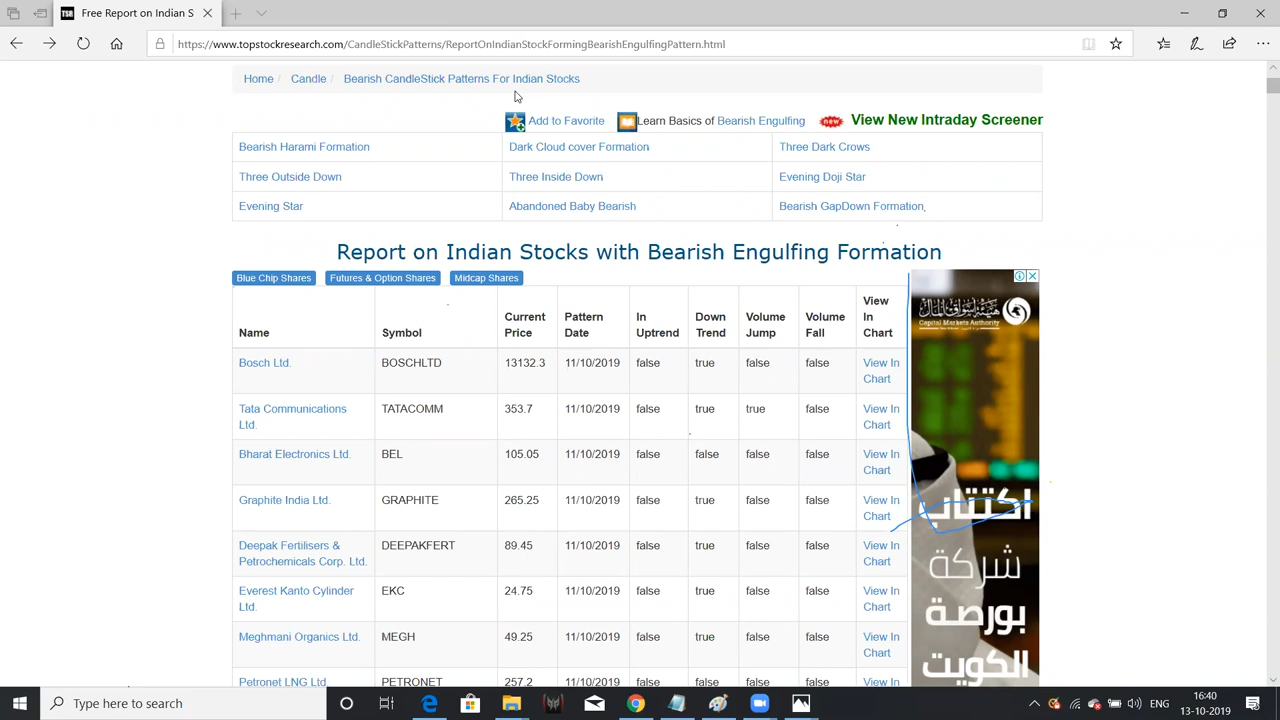 Free Report on Indian S
https://www.topstockresearch.com/CandleStickPatterns/ReportOnIndianStockFormingBearishEngulfingPattern.html
Home / Candle / Bearish CandleStick Patterns For Indian Stocks
Add to Favorite Learn Basics of Bearish Engulfing new View New Intraday Screener
Bearish Harami Formation Dark Cloud cover Formation Three Dark Crows
Three Outside Down Three Inside Down Evening Doji Star
Evening Star Abandoned Baby Bearish Bearish GapDown Formation
Report on Indian Stocks with Bearish Engulfing Formation
Blue Chip Shares Futures & Option Shares Midcap Shares
Name Symbol Current Price Pattern Date In Uptrend Down Trend Volume Jump Volume Fall View In Chart
Bosch Ltd. BOSCHLTD 13132.3 11/10/2019 false true false false View In Chart
Tata Communications Ltd. TATACOMM 353.7 11/10/2019 false true true false View In Chart
Bharat Electronics Ltd. BEL 105.05 11/10/2019 false false false false View In Chart
Graphite India Ltd. GRAPHITE 265.25 11/10/2019 false true false false View In Chart
Deepak Fertilisers & Petrochemicals Corp. Ltd. DEEPAKFERT 89.45 11/10/2019 false true false false View In Chart
Everest Kanto Cylinder Ltd. EKC 24.75 11/10/2019 false true false false View In Chart
Meghmani Organics Ltd. MEGH 49.25 11/10/2019 false true false false View In Chart
Petronet LNG Ltd. PETRONET 257.2 11/10/2019 false true false false View In
هيئة أسواق المال
Capital Markets Authority
اكتتاب
شركة
بورصة
الكويت
Type here to search
ENG
16:40
13-10-2019